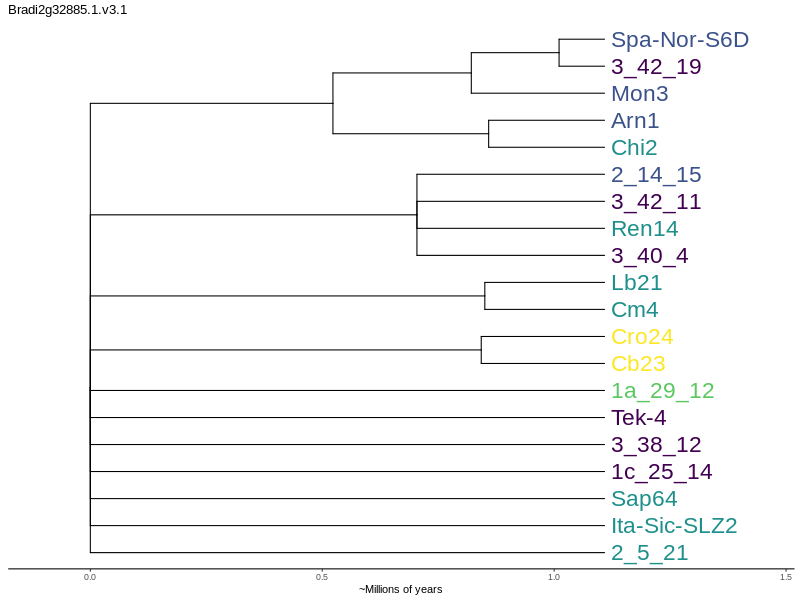 Bradi2g32885.1.v3.1
Spa-Nor-S6D
3_42_19
Mon3
Arn1
Chi2
2_14_15
3_42_11
Ren14
3_40_4
Lb21
Cm4
Cro24
Cb23
1a_29_12
Tek-4
3_38_12
1c_25_14
Sap64
Ita-Sic-SLZ2
2_5_21
0.0 0.5 1.0 1.5
~Millions of years